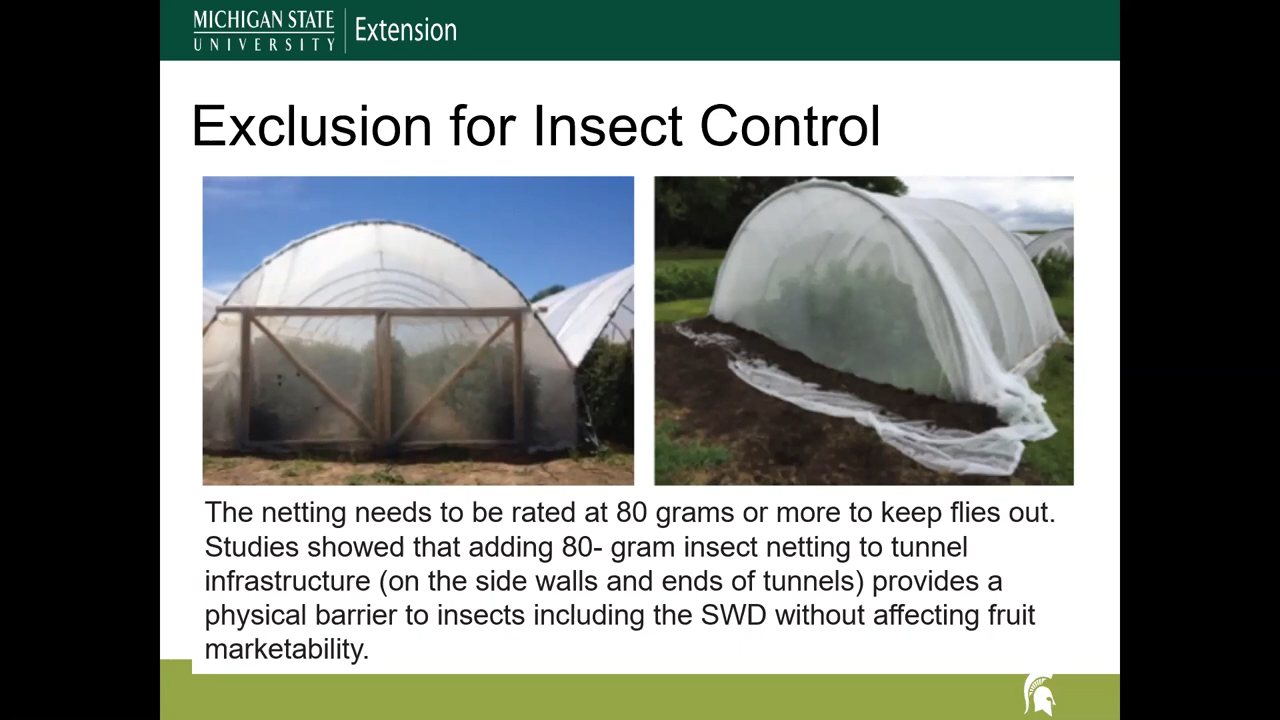 MICHIGAN STATE
UNIVERSITY
Extension
Exclusion for Insect Control
The netting needs to be rated at 80 grams or more to keep flies out.
Studies showed that adding 80- gram insect netting to tunnel
infrastructure (on the side walls and ends of tunnels) provides a
physical barrier to insects including the SWD without affecting fruit
marketability.